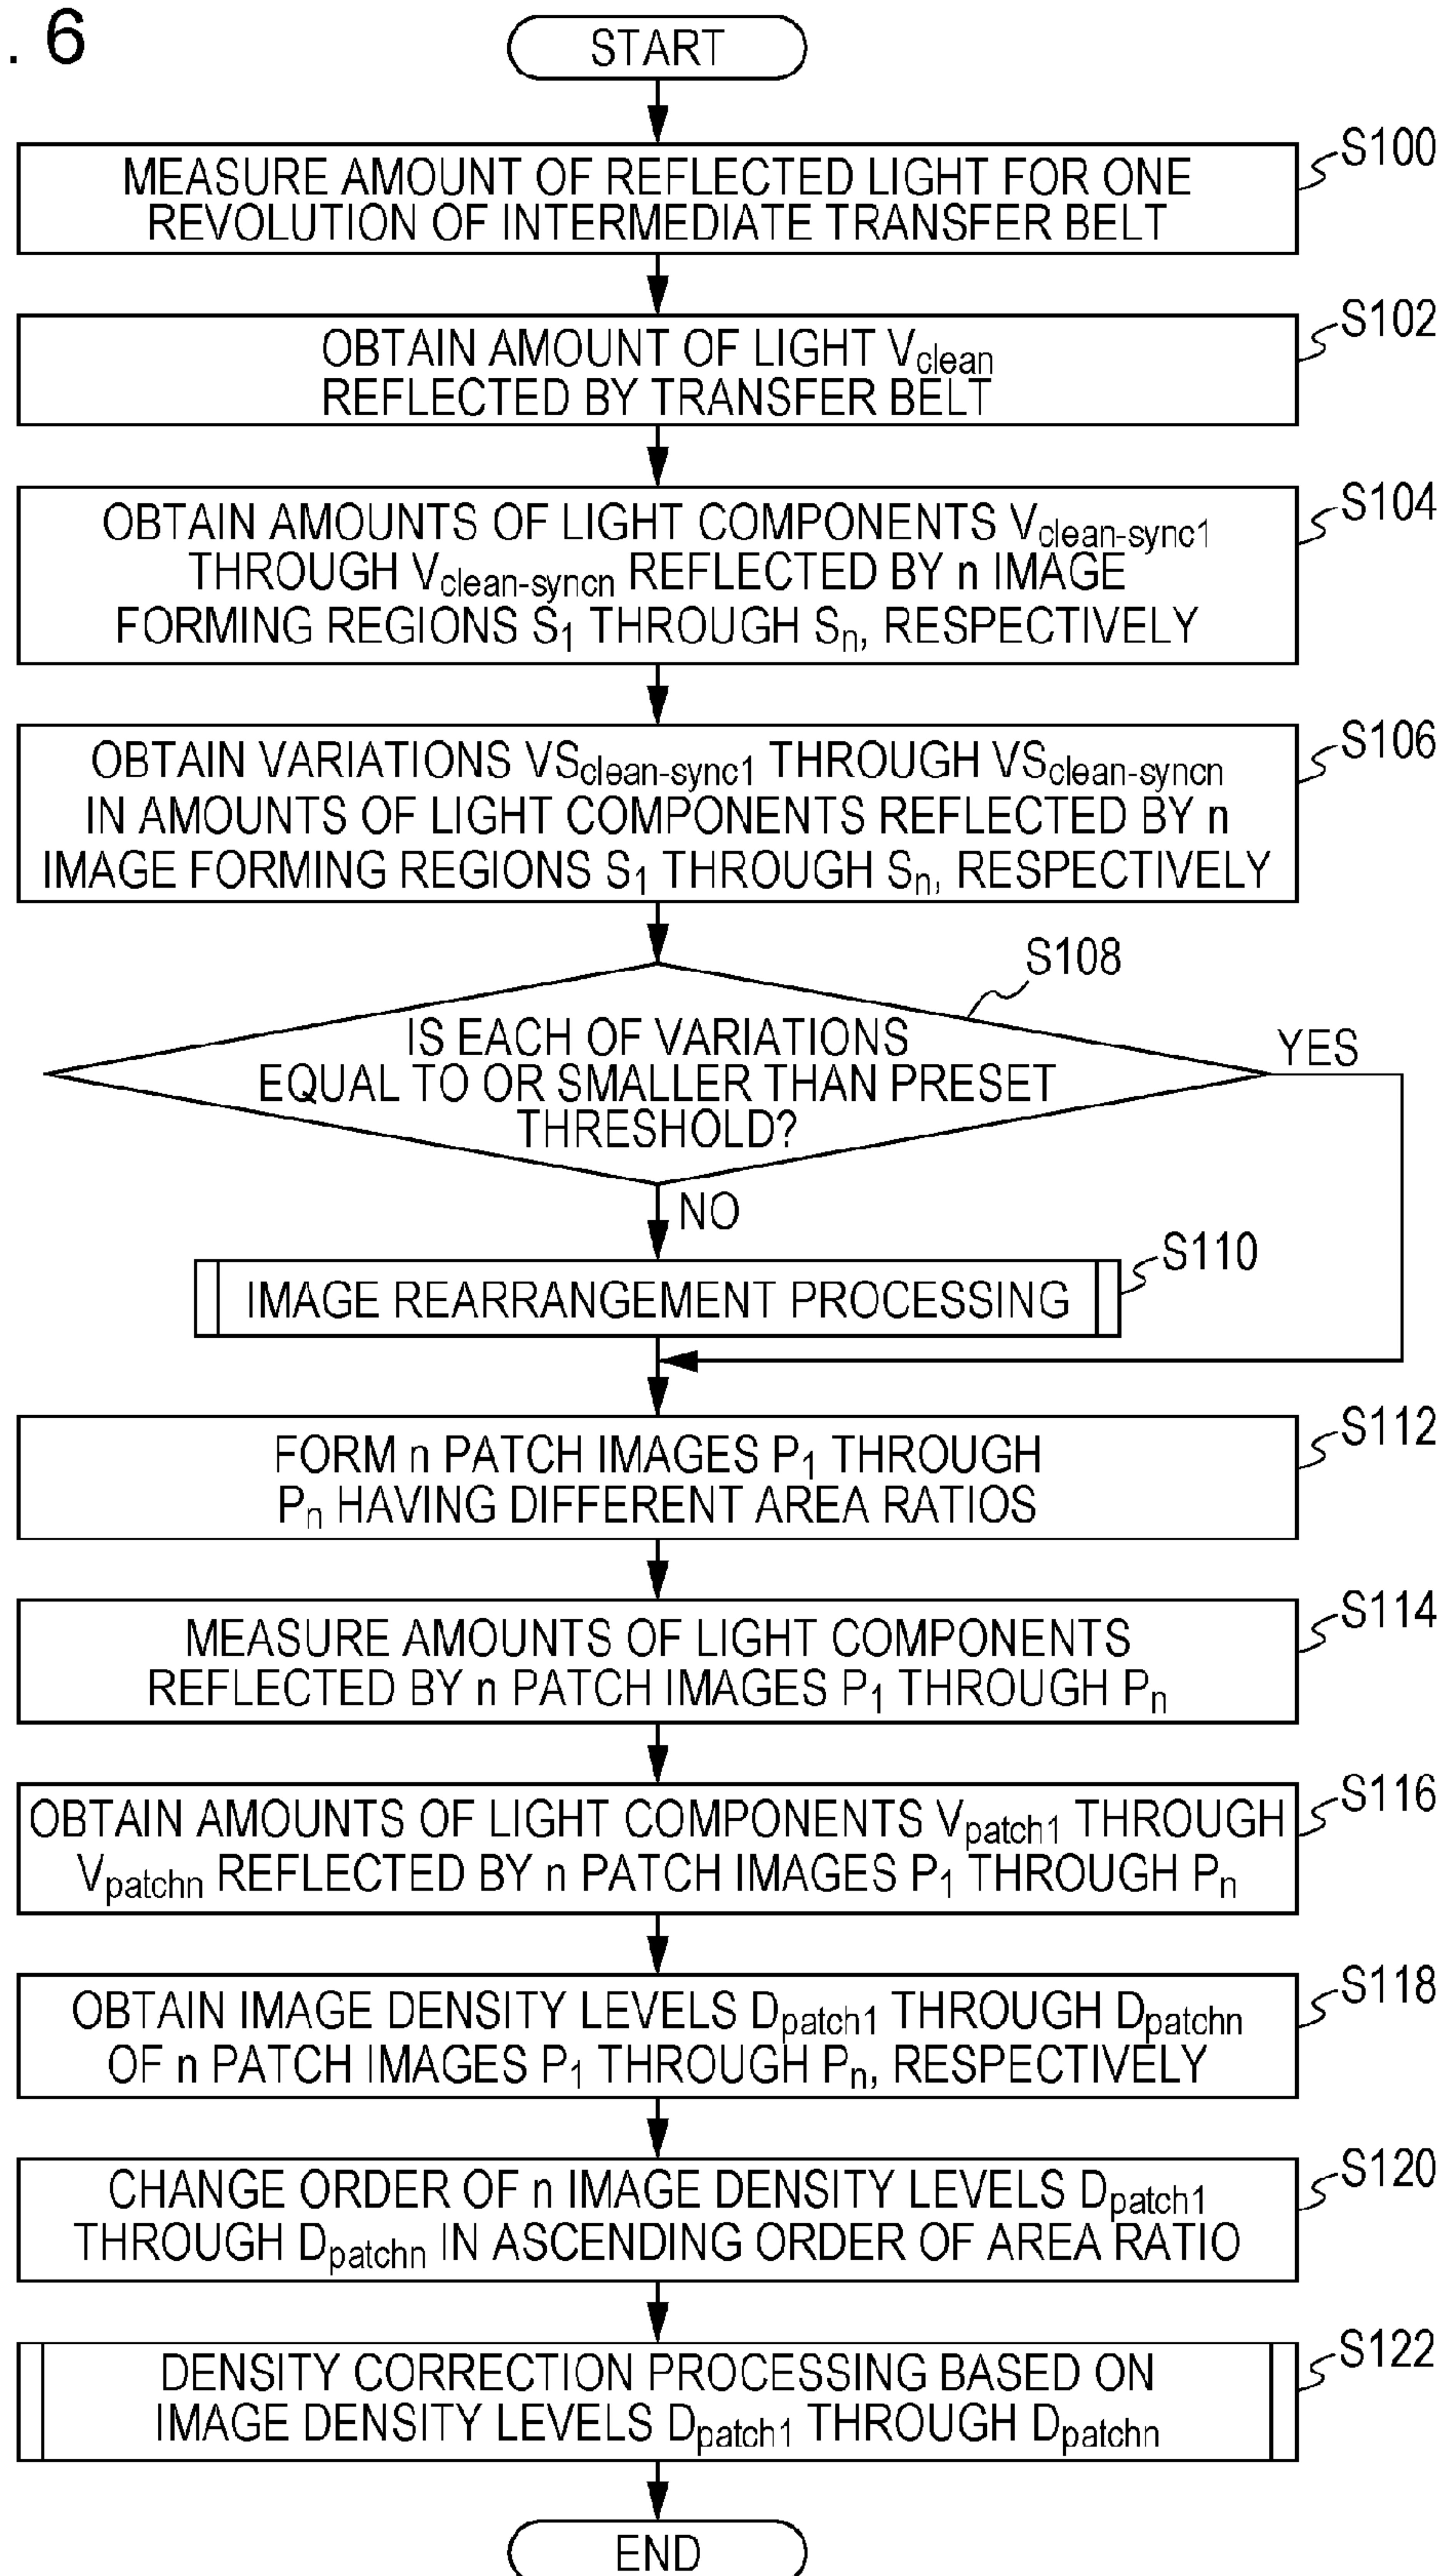 . 6
START
S100
MEASURE AMOUNT OF REFLECTED LIGHT FOR ONE
REVOLUTION OF INTERMEDIATE TRANSFER BELT
S102
OBTAIN AMOUNT OF LIGHT Vclean
REFLECTED BY TRANSFER BELT
S104
OBTAIN AMOUNTS OF LIGHT COMPONENTS Vclean-sync1
THROUGH Vclean-syncn REFLECTED BY n IMAGE
FORMING REGIONS S1 THROUGH Sn, RESPECTIVELY
S106
OBTAIN VARIATIONS VSclean-sync1 THROUGH VSclean-syncn
IN AMOUNTS OF LIGHT COMPONENTS REFLECTED BY n
IMAGE FORMING REGIONS S1 THROUGH Sn, RESPECTIVELY
S108
IS EACH OF VARIATIONS
EQUAL TO OR SMALLER THAN PRESET
THRESHOLD?
YES
NO
S110
IMAGE REARRANGEMENT PROCESSING
S112
FORM n PATCH IMAGES P1 THROUGH
Pn HAVING DIFFERENT AREA RATIOS
S114
MEASURE AMOUNTS OF LIGHT COMPONENTS
REFLECTED BY n PATCH IMAGES P1 THROUGH Pn
S116
OBTAIN AMOUNTS OF LIGHT COMPONENTS Vpatch1 THROUGH
Vpatchn REFLECTED BY n PATCH IMAGES P1 THROUGH Pn
S118
OBTAIN IMAGE DENSITY LEVELS Dpatch1 THROUGH Dpatchn
OF n PATCH IMAGES P1 THROUGH Pn, RESPECTIVELY
S120
CHANGE ORDER OF n IMAGE DENSITY LEVELS Dpatch1
THROUGH Dpatchn IN ASCENDING ORDER OF AREA RATIO
S122
DENSITY CORRECTION PROCESSING BASED ON
IMAGE DENSITY LEVELS Dpatch1 THROUGH Dpatchn
END